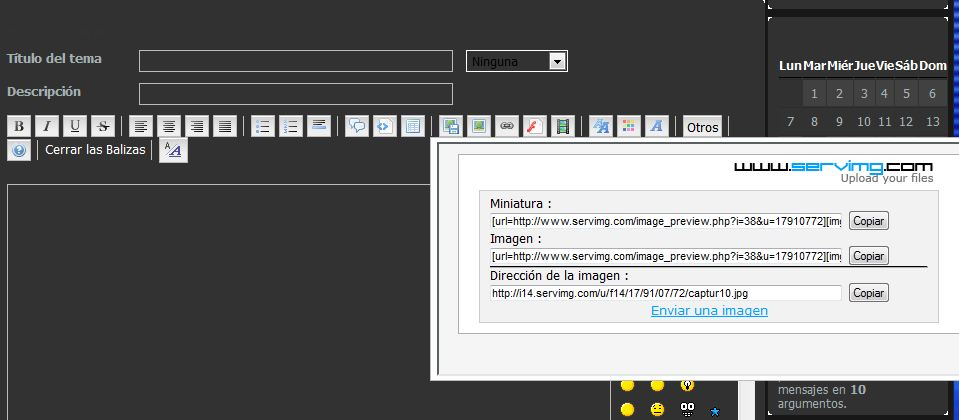 Título del tema
Ninguna
Descripción
B I U S
Otros
Cerrar las Balizas
www.servimg.com
Upload your files
Miniatura :
[url=http://www.servimg.com/image_preview.php?i=38&u=17910772][img Copiar
Imagen :
[url=http://www.servimg.com/image_preview.php?i=38&u=17910772][img Copiar
Dirección de la imagen :
http://i14.servimg.com/u/f14/17/91/07/72/captur10.jpg Copiar
Enviar una imagen
Lun Mar Miér Jue Vie Sáb Dom
1 2 3 4 5 6
7 8 9 10 11 12 13
mensajes en 10
argumentos.